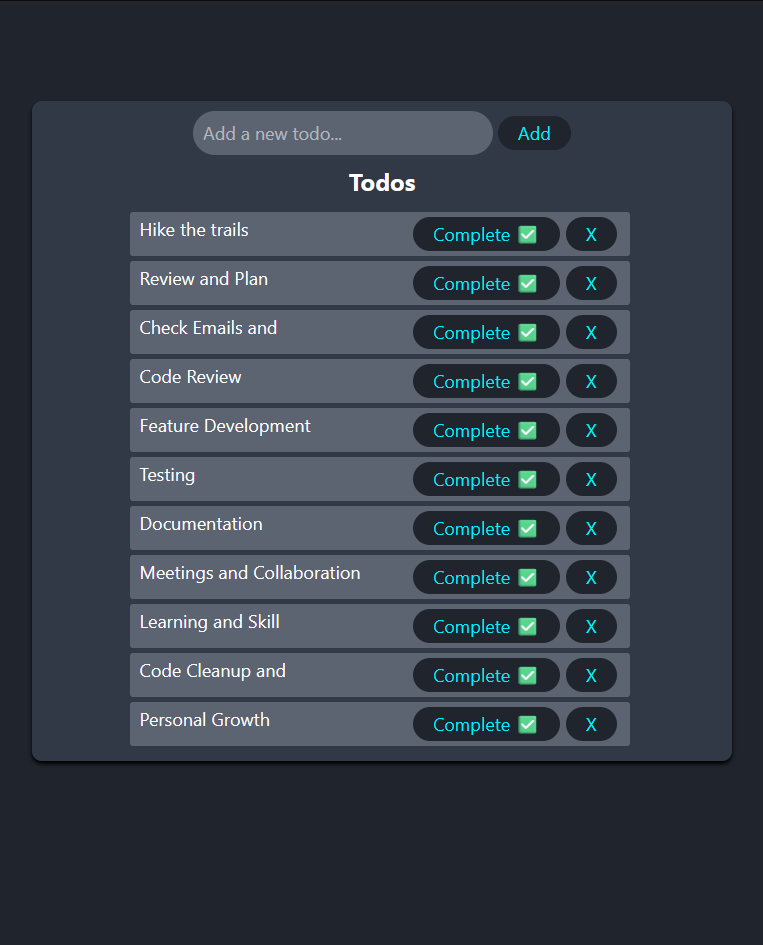 Add a new todo...
Add
Todos
Hike the trails Complete ✅ X
Review and Plan Complete ✅ X
Check Emails and Complete ✅ X
Code Review Complete ✅ X
Feature Development Complete ✅ X
Testing Complete ✅ X
Documentation Complete ✅ X
Meetings and Collaboration Complete ✅ X
Learning and Skill Complete ✅ X
Code Cleanup and Complete ✅ X
Personal Growth Complete ✅ X